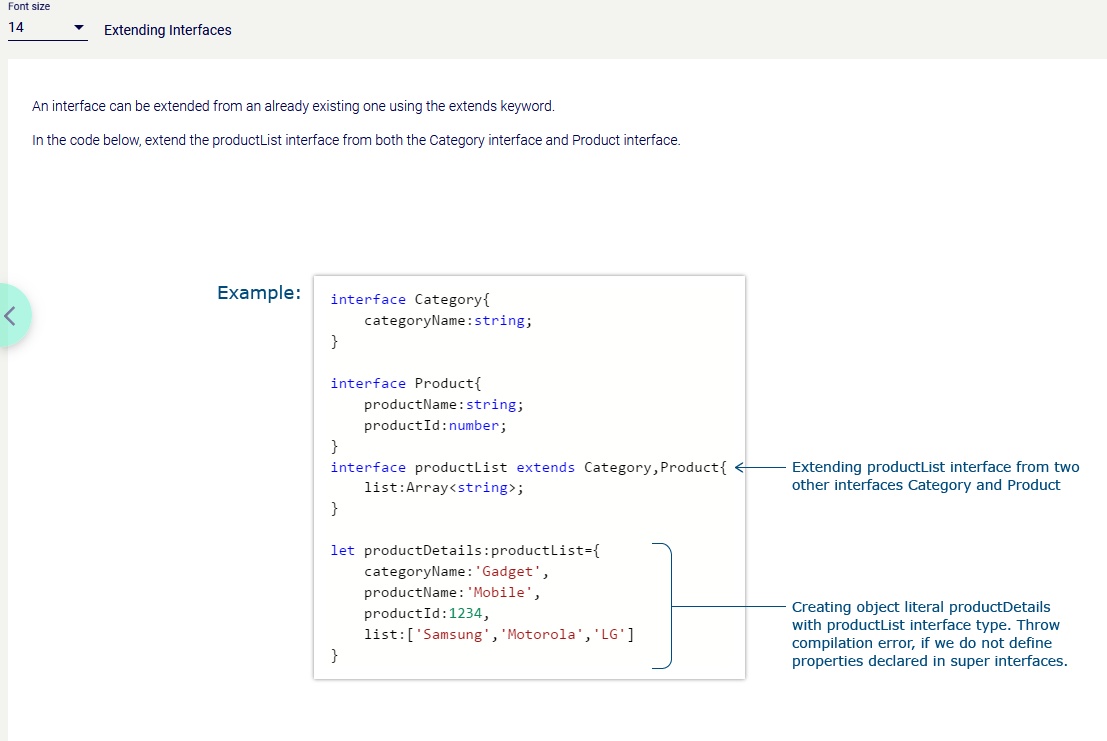 Font size
14
Extending Interfaces
An interface can be extended from an already existing one using the extends keyword.
In the code below, extend the productList interface from both the Category interface and Product interface.
Example:
interface Category{
    categoryName:string;
}
interface Product{
    productName:string;
    productId:number;
}
interface productList extends Category,Product{
    list:Array<string>;
}
Extending productList interface from two
other interfaces Category and Product
let productDetails:productList={
    categoryName:'Gadget',
    productName:'Mobile',
    productId:1234,
    list:['Samsung','Motorola','LG']
}
Creating object literal productDetails
with productList interface type. Throw
compilation error, if we do not define
properties declared in super interfaces.